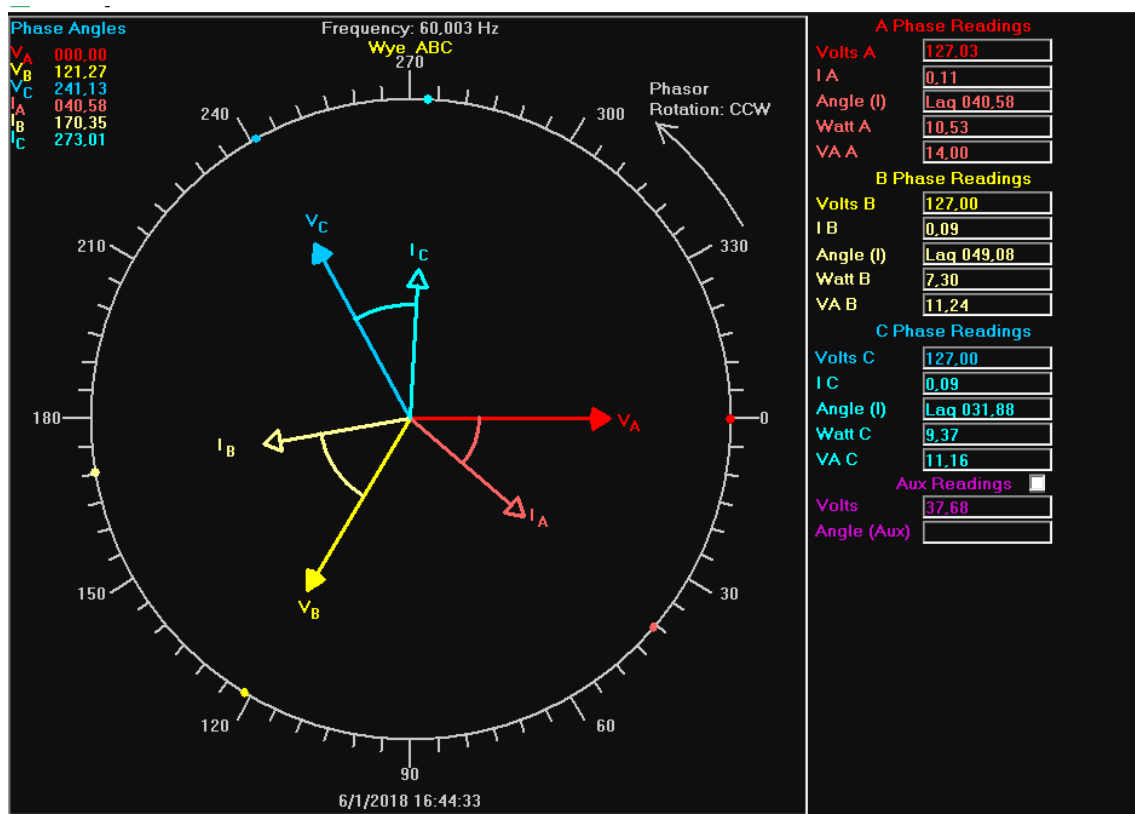 Phase Angles
VA 000,00
VB 121,27
VC 241,13
IA 040,58
IB 170,35
IC 273,01
Frequency: 60,003 Hz
Wye_ABC
270
240
300
Phasor
Rotation: CCW
210
330
VC
IC
180
0
VA
IB
IA
VB
150
30
120
60
90
6/1/2018 16:44:33
A Phase Readings
Volts A 127,03
I A 0,11
Angle (I) Lag 040,58
Watt A 10,53
VA A 14,00
B Phase Readings
Volts B 127,00
I B 0,09
Angle (I) Lag 049,08
Watt B 7,30
VA B 11,24
C Phase Readings
Volts C 127,00
I C 0,09
Angle (I) Lag 031,88
Watt C 9,37
VA C 11,16
Aux Readings
Volts 37,68
Angle (Aux)